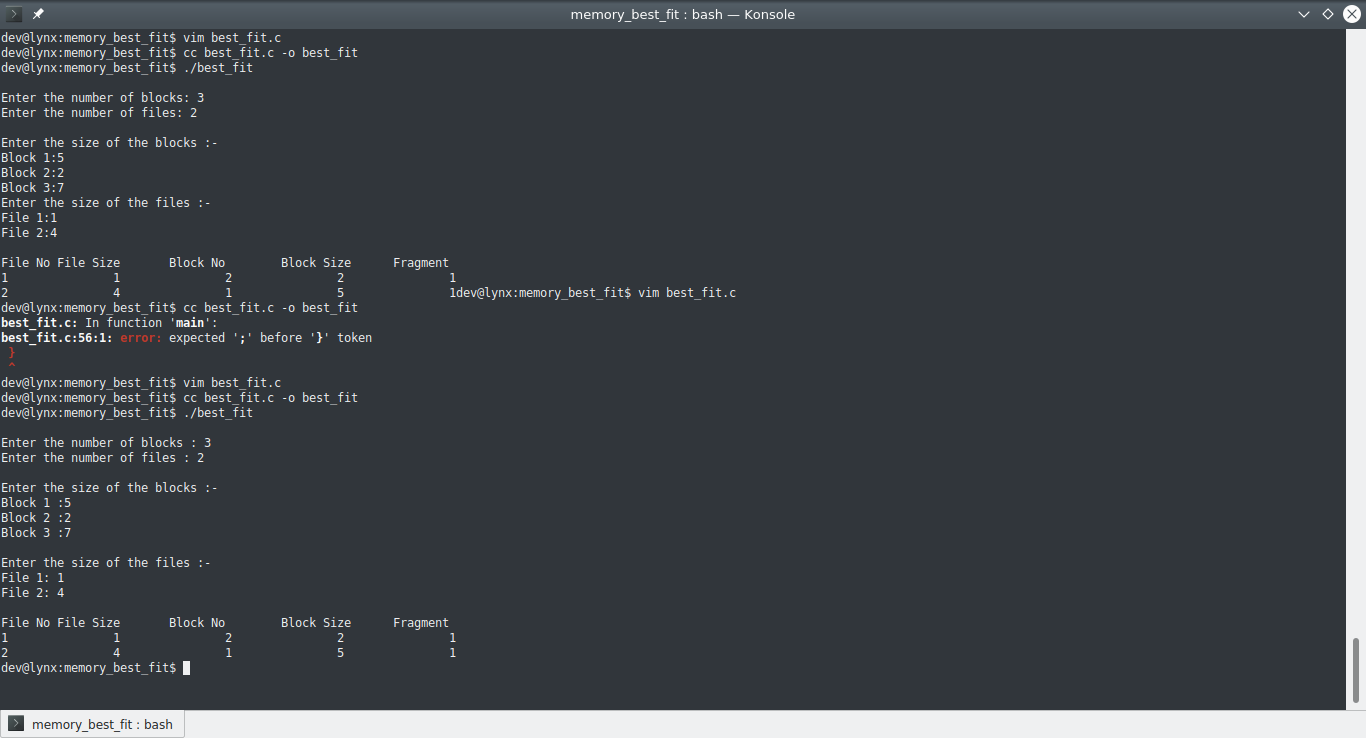 memory_best_fit : bash — Konsole
dev@lynx:memory_best_fit$ vim best_fit.c
dev@lynx:memory_best_fit$ cc best_fit.c -o best_fit
dev@lynx:memory_best_fit$ ./best_fit
Enter the number of blocks: 3
Enter the number of files: 2
Enter the size of the blocks :-
Block 1:5
Block 2:2
Block 3:7
Enter the size of the files :-
File 1:1
File 2:4
File No File Size       Block No        Block Size      Fragment
1               1               2               2               1
2               4               1               5               1dev@lynx:memory_best_fit$ vim best_fit.c
dev@lynx:memory_best_fit$ cc best_fit.c -o best_fit
best_fit.c: In function 'main':
best_fit.c:56:1: error: expected ';' before '}' token
 }
 ^
dev@lynx:memory_best_fit$ vim best_fit.c
dev@lynx:memory_best_fit$ cc best_fit.c -o best_fit
dev@lynx:memory_best_fit$ ./best_fit
Enter the number of blocks : 3
Enter the number of files : 2
Enter the size of the blocks :-
Block 1 :5
Block 2 :2
Block 3 :7
Enter the size of the files :-
File 1: 1
File 2: 4
File No File Size       Block No        Block Size      Fragment
1               1               2               2               1
2               4               1               5               1
dev@lynx:memory_best_fit$
memory_best_fit : bash